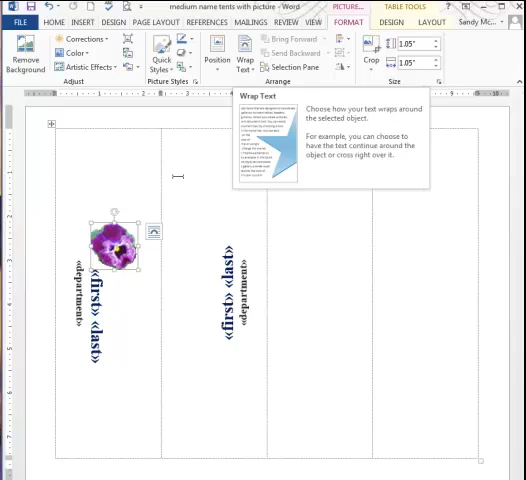 medium name tents with picture - Word
PICTURE...
TABLE TOOLS
FILE
HOME
INSERT
DESIGN
PAGE LAYOUT
REFERENCES
MAILINGS
REVIEW
VIEW
FORMAT
DESIGN
LAYOUT
Sandy Mc...
Remove Background
Corrections
Color
Artistic Effects
Adjust
Quick Styles
Picture Styles
Position
Wrap Text
Bring Forward
Send Backward
Selection Pane
Arrange
Crop
1.05"
1.05"
Size
Wrap Text
Choose how your text wraps around
the selected object.
For example, you can choose to
have the text continue around the
object or cross right over it.
«first» «last»
«department»
«first» «last»
«department»